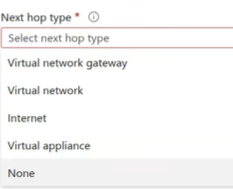 Next hop type *
Select next hop type
Virtual network gateway
Virtual network
Internet
Virtual appliance
None